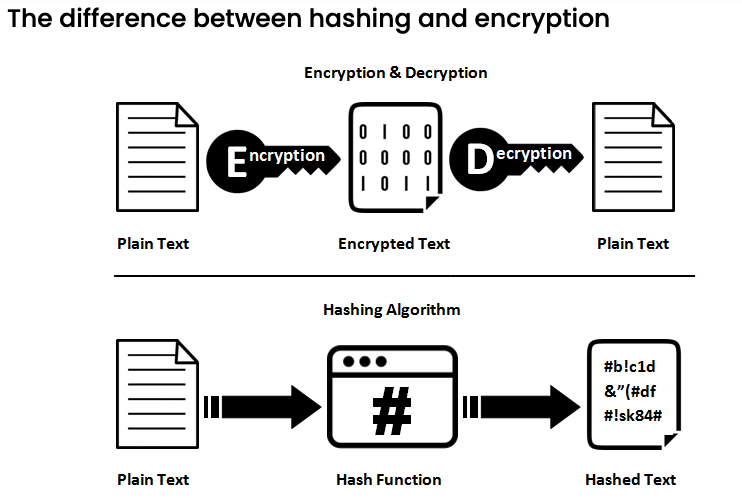 The difference between hashing and encryption
Encryption & Decryption
Encryption
0 1 0 0
0 0 0 0
1 0 1 1
Decryption
Plain Text
Encrypted Text
Plain Text
Hashing Algorithm
#
#b!c1d
&”(#df
#!sk84#
Plain Text
Hash Function
Hashed Text